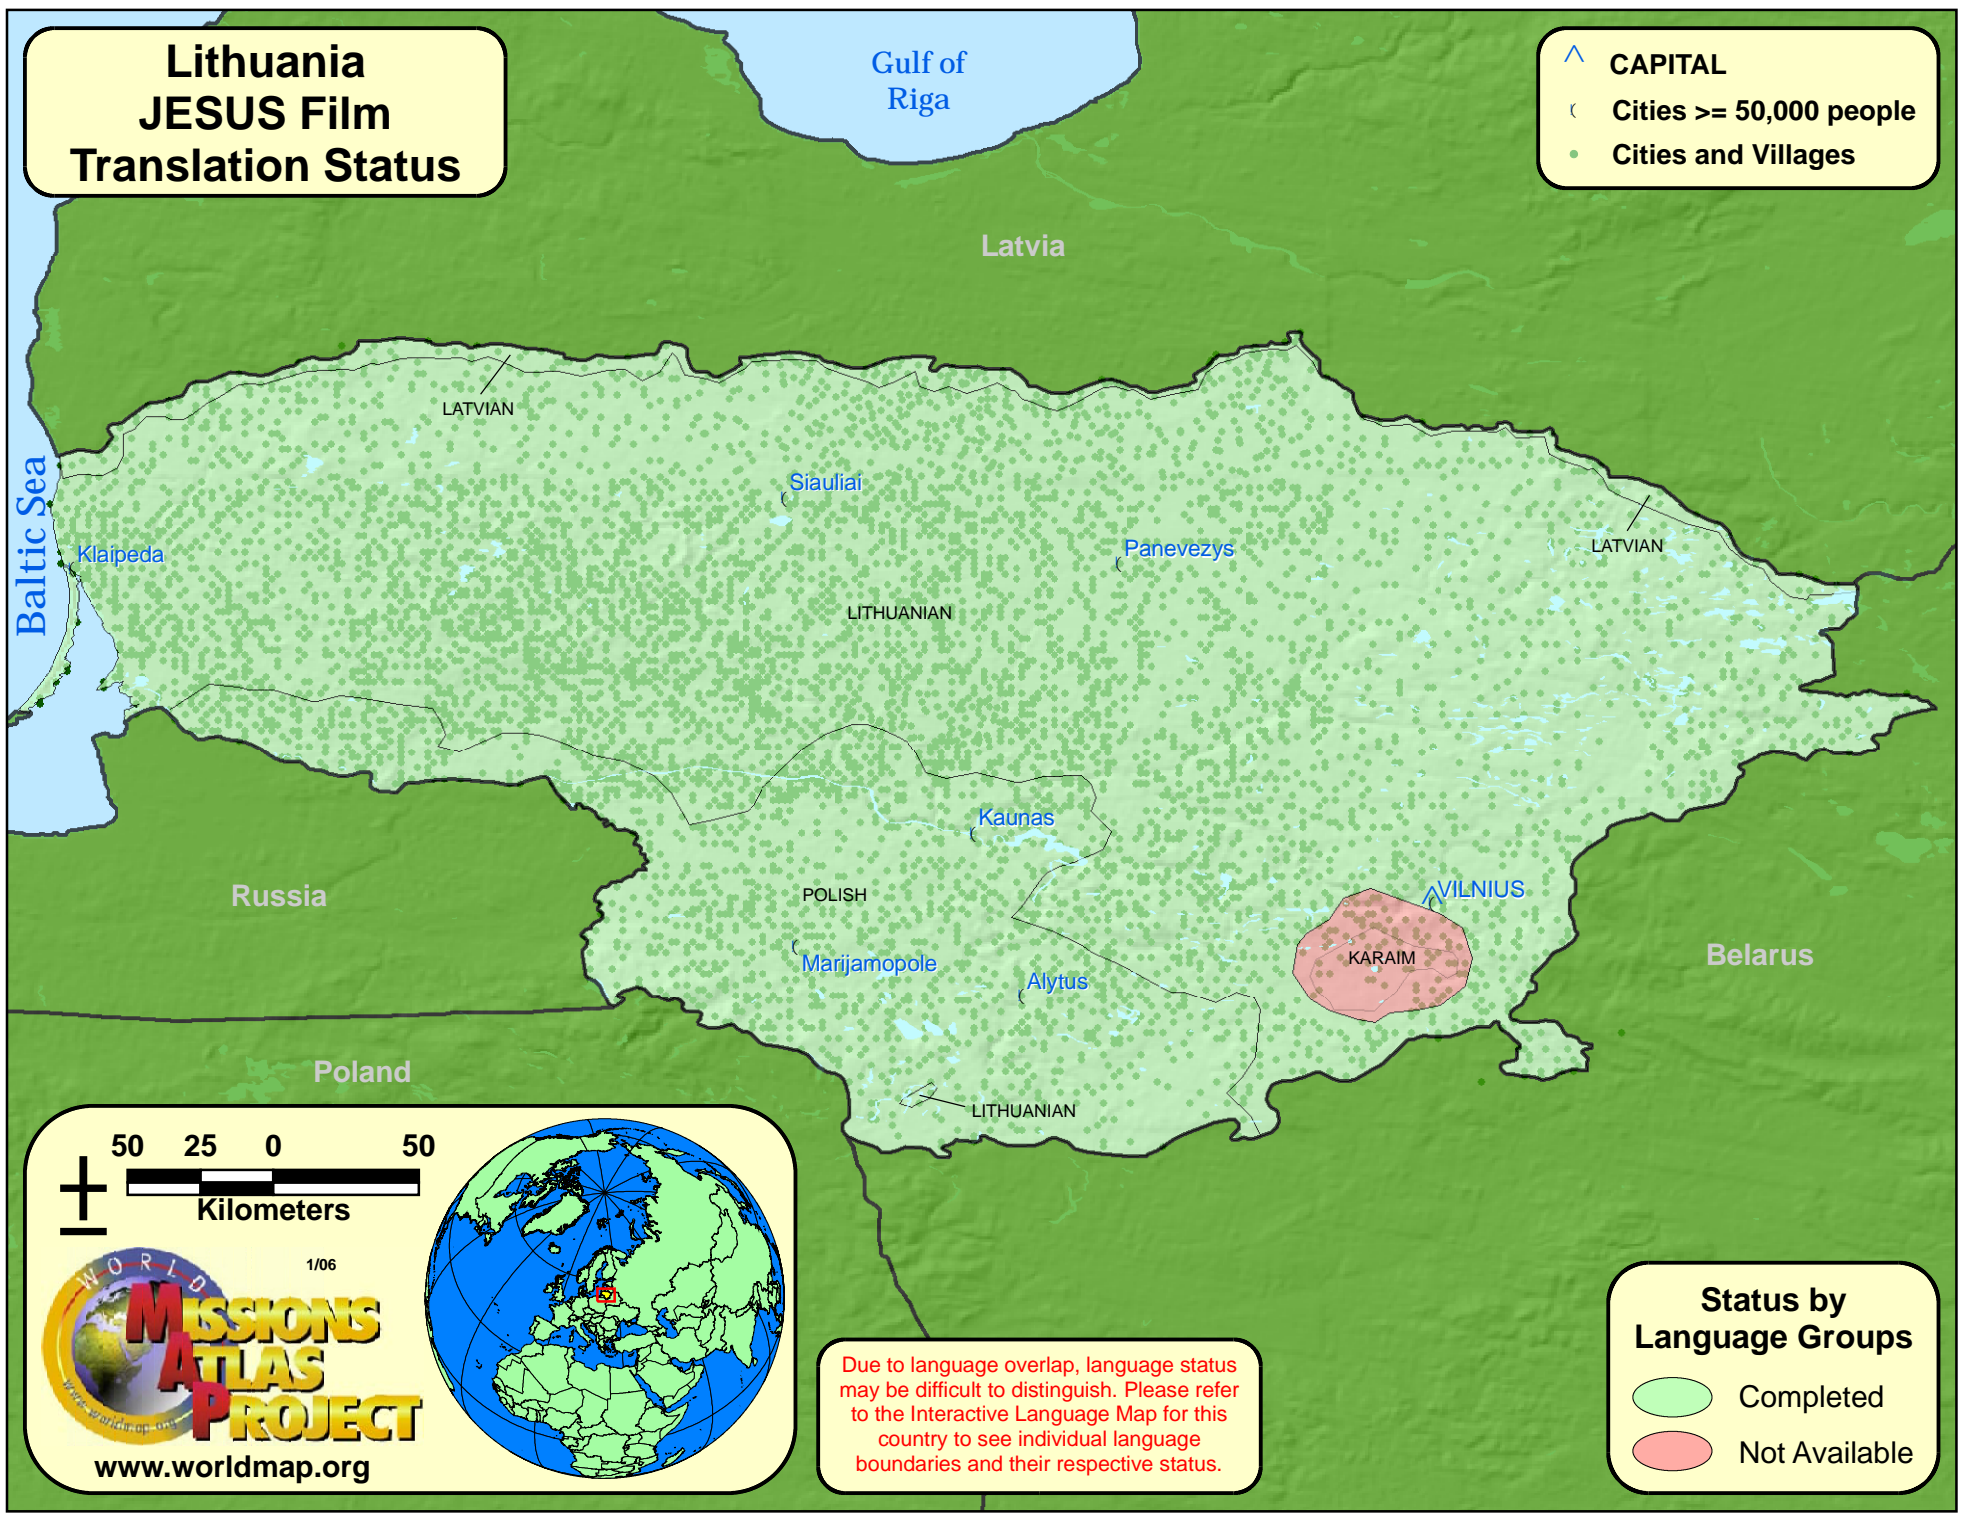 Lithuania
JESUS Film
Translation Status
Gulf of
Riga
CAPITAL
Cities >= 50,000 people
Cities and Villages
Latvia
LATVIAN
Baltic Sea
Siauliai
Klaipeda
Panevezys
LATVIAN
LITHUANIAN
Kaunas
Russia
POLISH
VILNIUS
Marijamopole
KARAIM
Belarus
Alytus
Poland
LITHUANIAN
50 25 0 50
Kilometers
1/06
WORLD
MISSIONS
ATLAS
PROJECT
www.worldmap.org
www.worldmap.org
Due to language overlap, language status
may be difficult to distinguish. Please refer
to the Interactive Language Map for this
country to see individual language
boundaries and their respective status.
Status by
Language Groups
Completed
Not Available